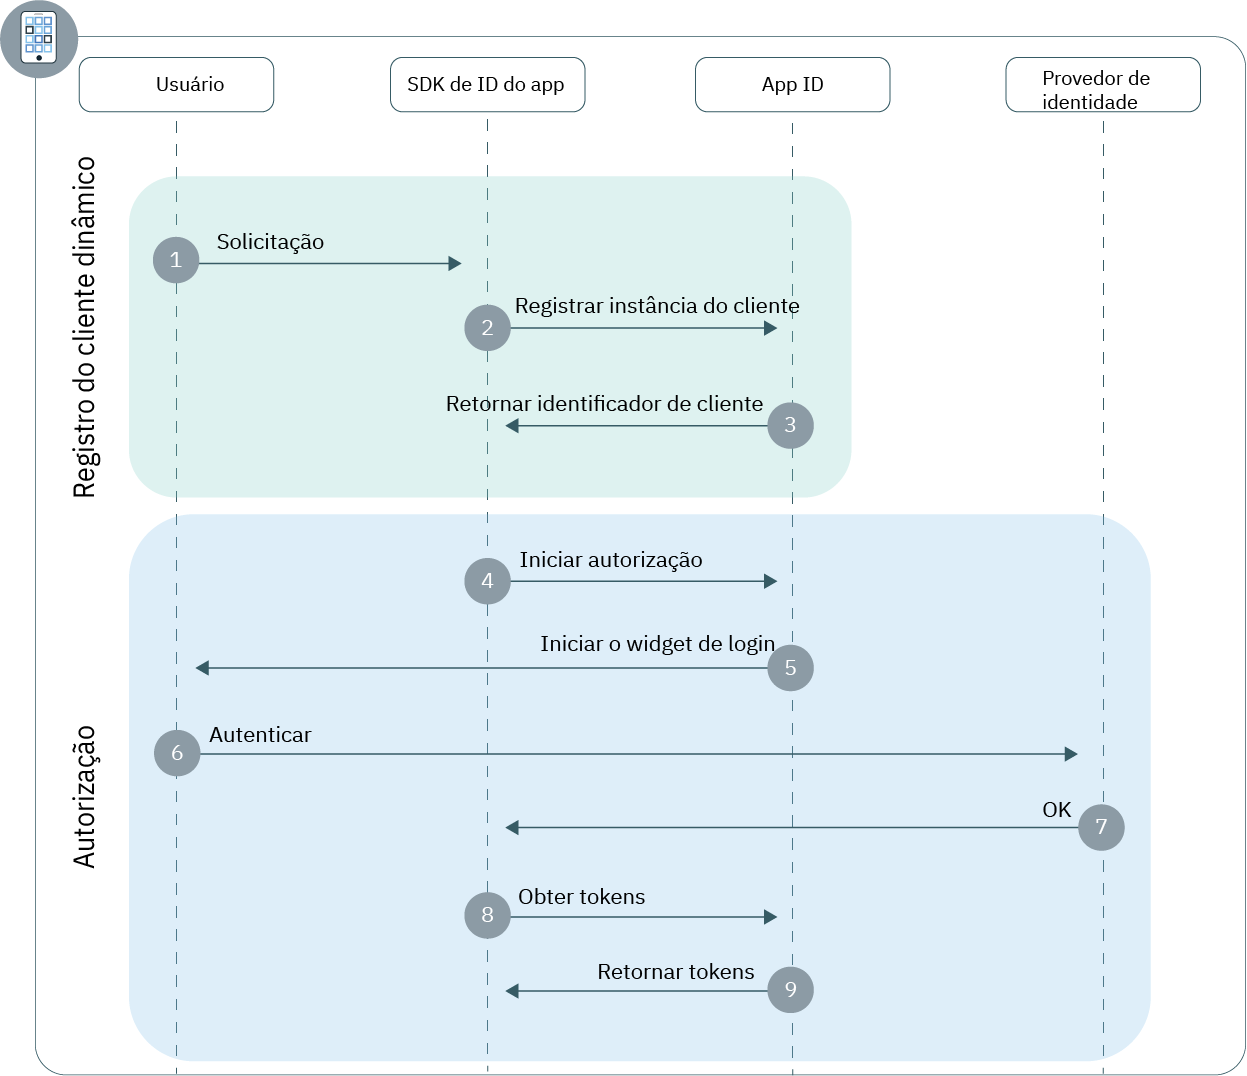 Usuário
SDK de ID do app
App ID
Provedor de
identidade
Registro do cliente dinâmico
1
Solicitação
2
Registrar instância do cliente
Retornar identificador de cliente
3
Autorização
4
Iniciar autorização
Iniciar o widget de login
5
6
Autenticar
OK
7
8
Obter tokens
Retornar tokens
9